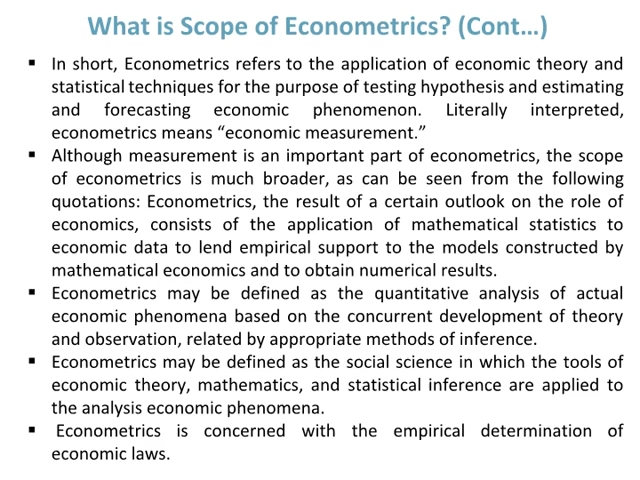 What is Scope of Econometrics? (Cont…)
▪ In short, Econometrics refers to the application of economic theory and
statistical techniques for the purpose of testing hypothesis and estimating
and forecasting economic phenomenon. Literally interpreted,
econometrics means “economic measurement.”
▪ Although measurement is an important part of econometrics, the scope
of econometrics is much broader, as can be seen from the following
quotations: Econometrics, the result of a certain outlook on the role of
economics, consists of the application of mathematical statistics to
economic data to lend empirical support to the models constructed by
mathematical economics and to obtain numerical results.
▪ Econometrics may be defined as the quantitative analysis of actual
economic phenomena based on the concurrent development of theory
and observation, related by appropriate methods of inference.
▪ Econometrics may be defined as the social science in which the tools of
economic theory, mathematics, and statistical inference are applied to
the analysis economic phenomena.
▪ Econometrics is concerned with the empirical determination of
economic laws.